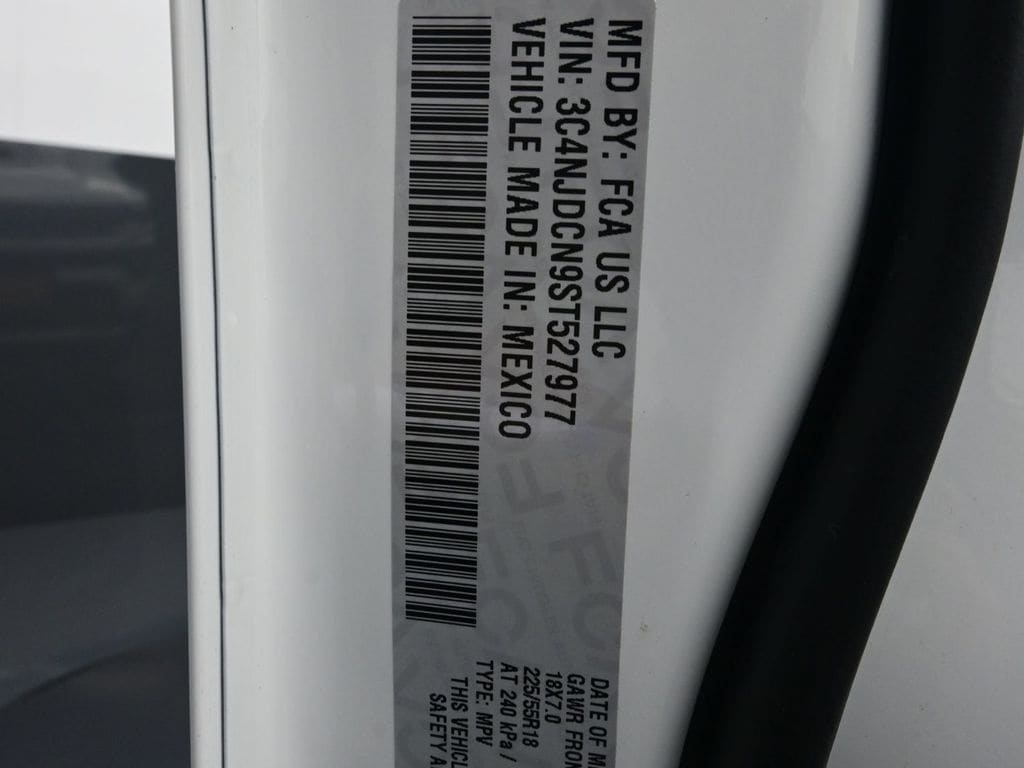 MFD BY: FCA US LLC
VIN: 3C4NJDCN9ST527977
VEHICLE MADE IN: MEXICO
DATE OF M
GAWR FRON
18X7.0
225/55R18
AT 240 kPa /
TYPE: MPV
THIS VEHICL
SAFETY A